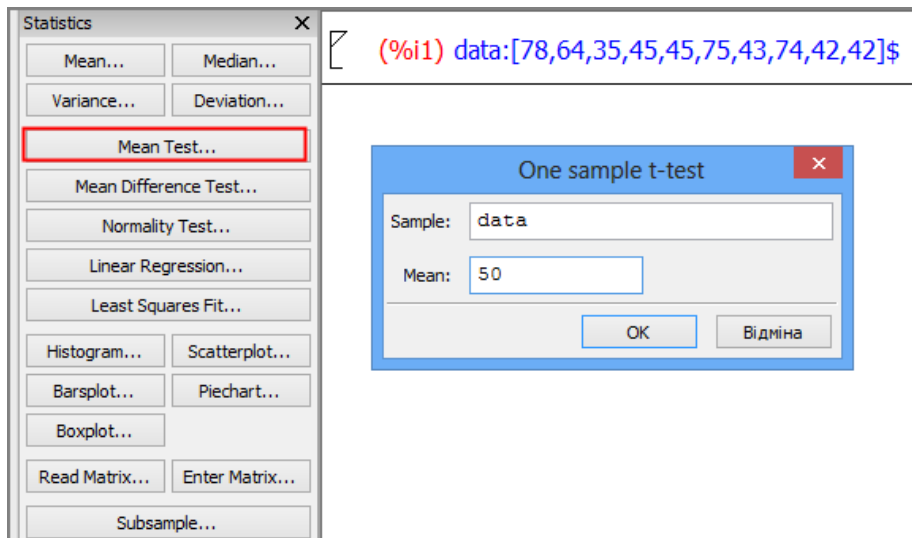 Statistics
Mean... Median...
Variance... Deviation...
Mean Test...
Mean Difference Test...
Normality Test...
Linear Regression...
Least Squares Fit...
Histogram... Scatterplot...
Barsplot... Piechart...
Boxplot...
Read Matrix... Enter Matrix...
Subsample...
(%i1) data:[78,64,35,45,45,75,43,74,42,42]$
One sample t-test
Sample: data
Mean: 50
OK Відміна